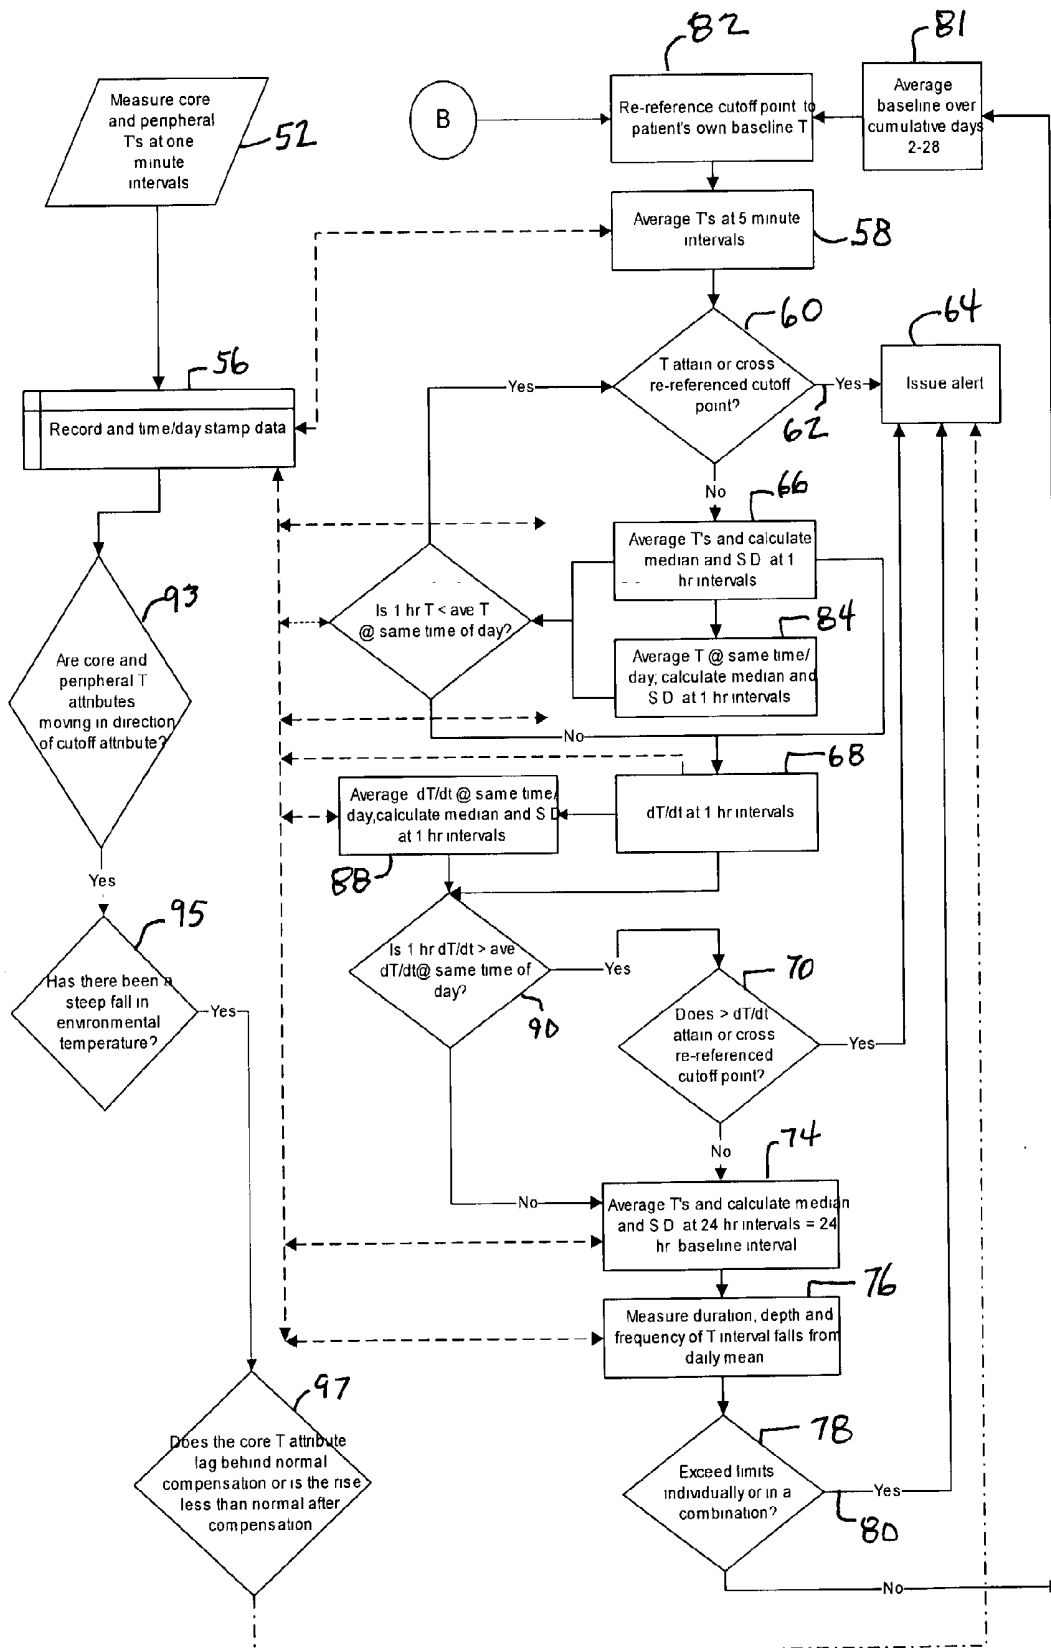 82
81
Measure core
and peripheral
T's at one
minute
intervals
52
B
Re-reference cutoff point to
patient's own baseline T
Average
baseline over
cumulative days
2-28
Average T's at 5 minute
intervals
58
60
64
T attain or cross
re-referenced cutoff
point?
Yes
62
Issue alert
Yes
56
Record and time/day stamp data
No
66
Average T's and calculate
median and S D at 1
hr intervals
93
Is 1 hr T < ave T
@ same time of day?
84
Average T @ same time/
day, calculate median and
S D at 1 hr intervals
Are core and
peripheral T
attributes
moving in direction
of cutoff attribute?
No
68
Average dT/dt @ same time/
day,calculate median and S D
at 1 hr intervals
dT/dt at 1 hr intervals
88
Yes
95
Has there been a
steep fall in
environmental
temperature?
Yes
Is 1 hr dT/dt > ave
dT/dt@ same time of
day?
90
Yes
70
Does > dT/dt
attain or cross
re-referenced
cutoff point?
Yes
No
74
No
Average T's and calculate median
and S D at 24 hr intervals = 24
hr baseline interval
76
Measure duration, depth and
frequency of T interval falls from
daily mean
97
Does the core T attribute
lag behind normal
compensation or is the rise
less than normal after
compensation
78
Exceed limits
individually or in a
combination?
Yes
80
No